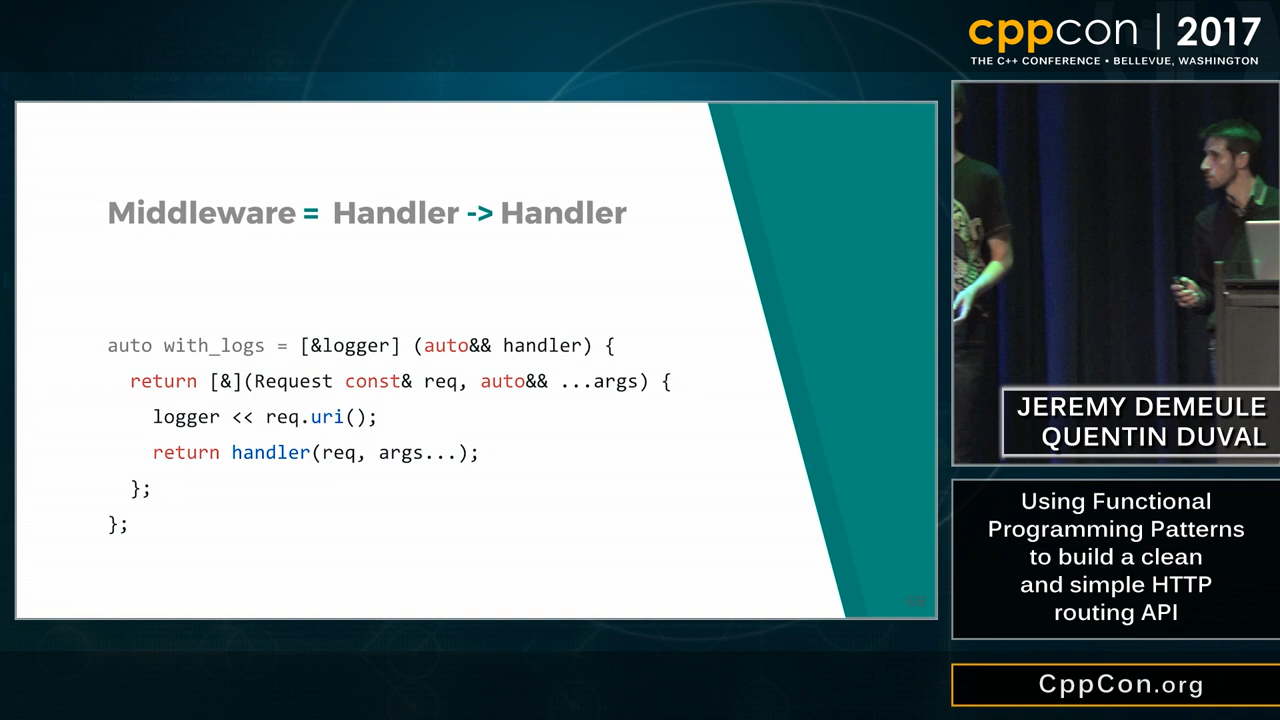 cppcon | 2017
THE C++ CONFERENCE • BELLEVUE, WASHINGTON
Middleware = Handler -> Handler
auto with_logs = [&logger] (auto&& handler) {
return [&](Request const& req, auto&& ...args) {
logger << req.uri();
return handler(req, args...);
};
};
JEREMY DEMEULE
QUENTIN DUVAL
Using Functional
Programming Patterns
to build a clean
and simple HTTP
routing API
CppCon.org